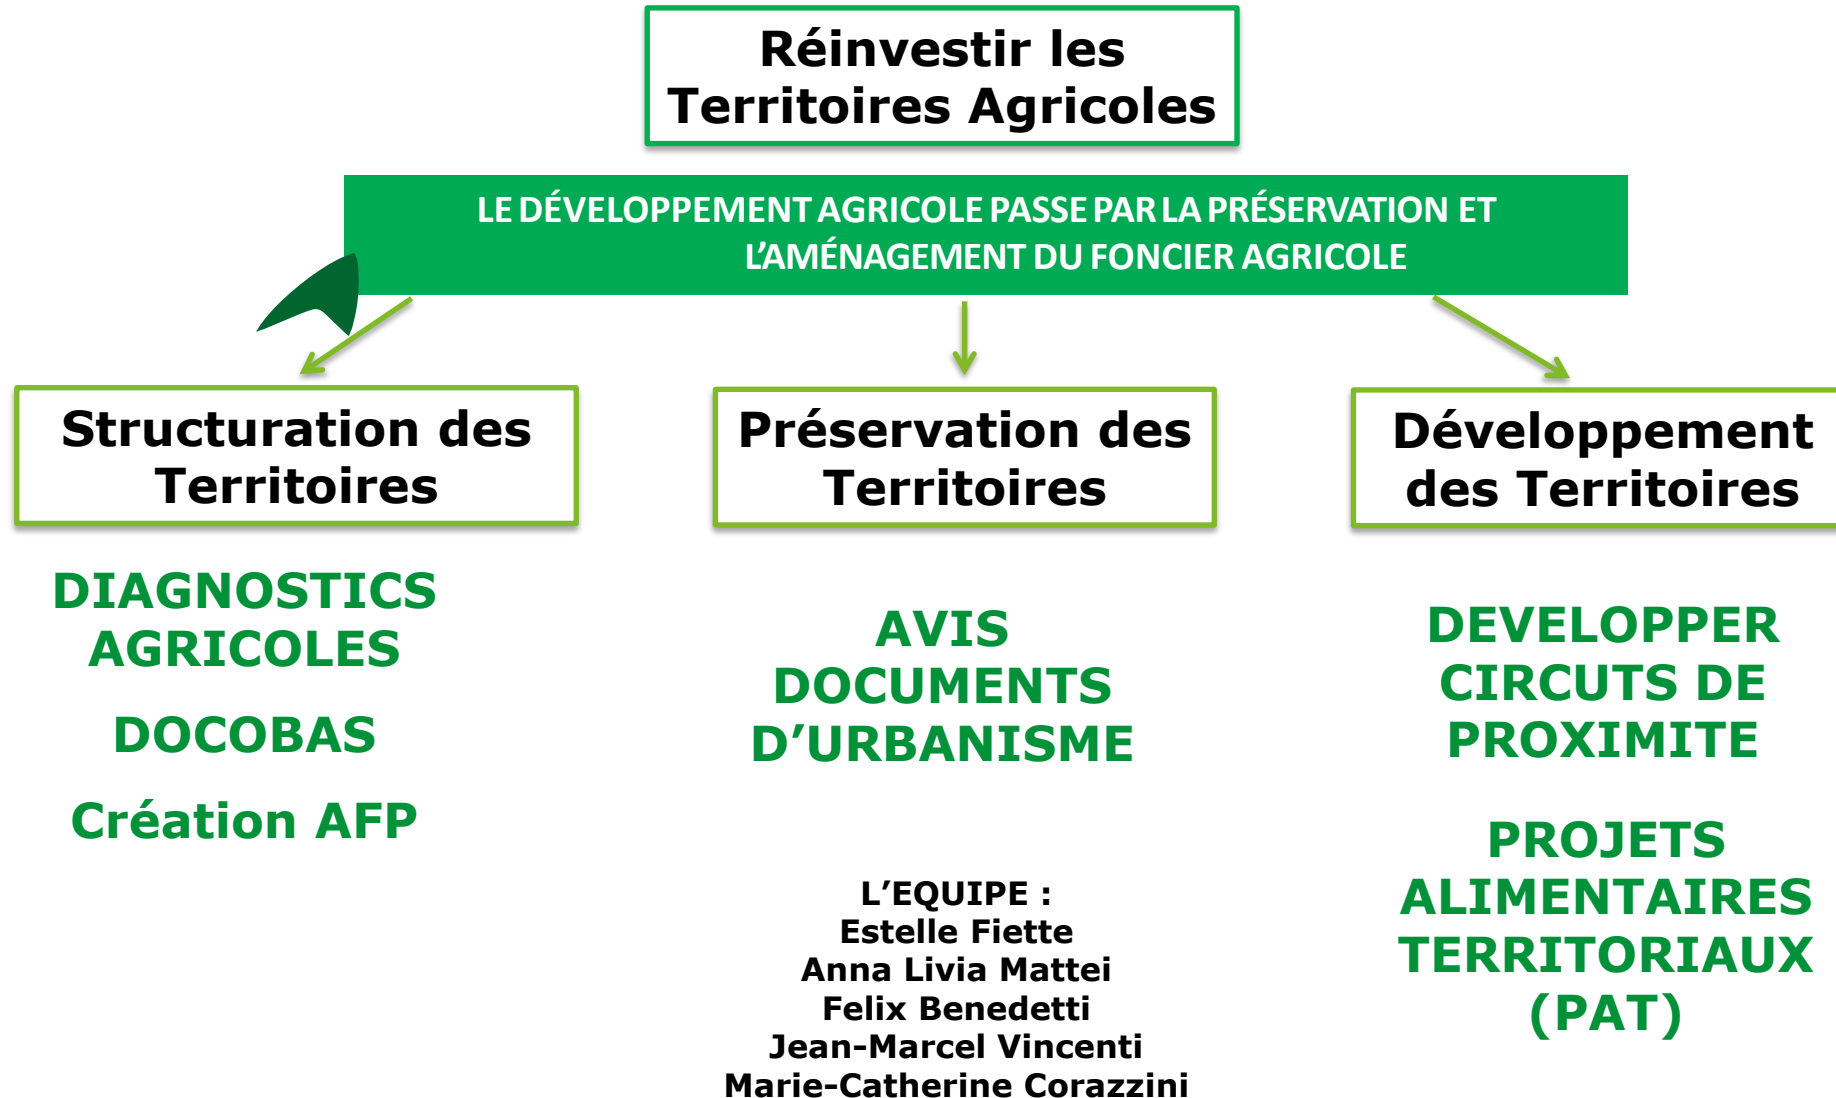 Réinvestir les
Territoires Agricoles
LE DÉVELOPPEMENT AGRICOLE PASSE PAR LA PRÉSERVATION ET
L’AMÉNAGEMENT DU FONCIER AGRICOLE
Structuration des
Territoires
DIAGNOSTICS
AGRICOLES
DOCOBAS
Création AFP
Préservation des
Territoires
AVIS
DOCUMENTS
D’URBANISME
L’EQUIPE :
Estelle Fiette
Anna Livia Mattei
Felix Benedetti
Jean-Marcel Vincenti
Marie-Catherine Corazzini
Développement
des Territoires
DEVELOPPER
CIRCUTS DE
PROXIMITE
PROJETS
ALIMENTAIRES
TERRITORIAUX
(PAT)